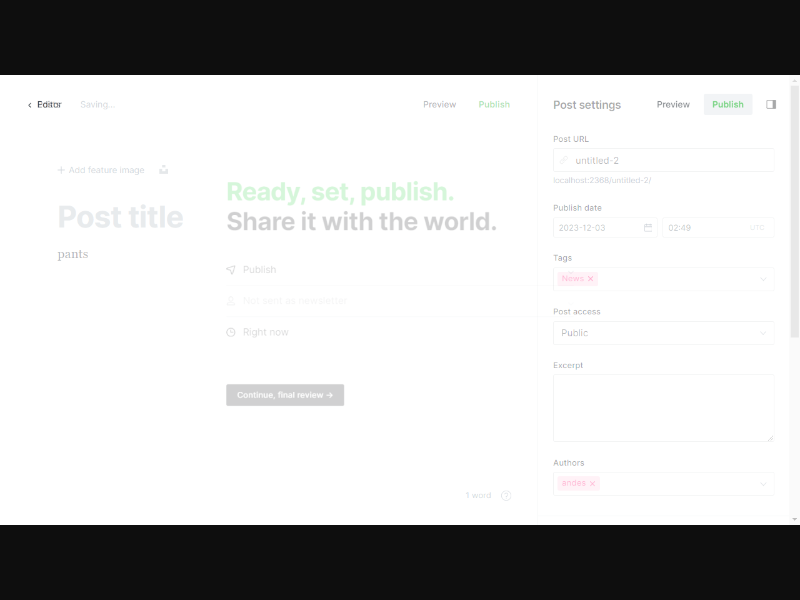 Editor
Saving...
Preview
Publish
Post settings
Preview
Publish
Add feature image
Post title
pants
Ready, set, publish.
Share it with the world.
Publish
Not sent as newsletter
Right now
Continue, final review →
1 word
Post URL
untitled-2
localhost:2368/untitled-2/
Publish date
2023-12-03
02:49
UTC
Tags
News ×
Post access
Public
Excerpt
Authors
andas ×